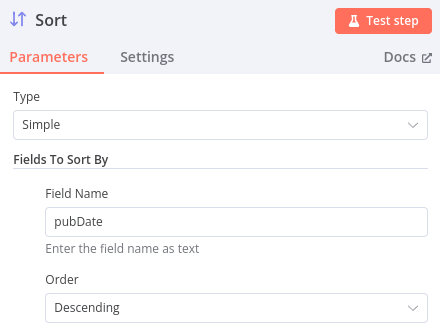 Sort
Test step
Parameters
Settings
Docs
Type
Simple
Fields To Sort By
Field Name
pubDate
Enter the field name as text
Order
Descending